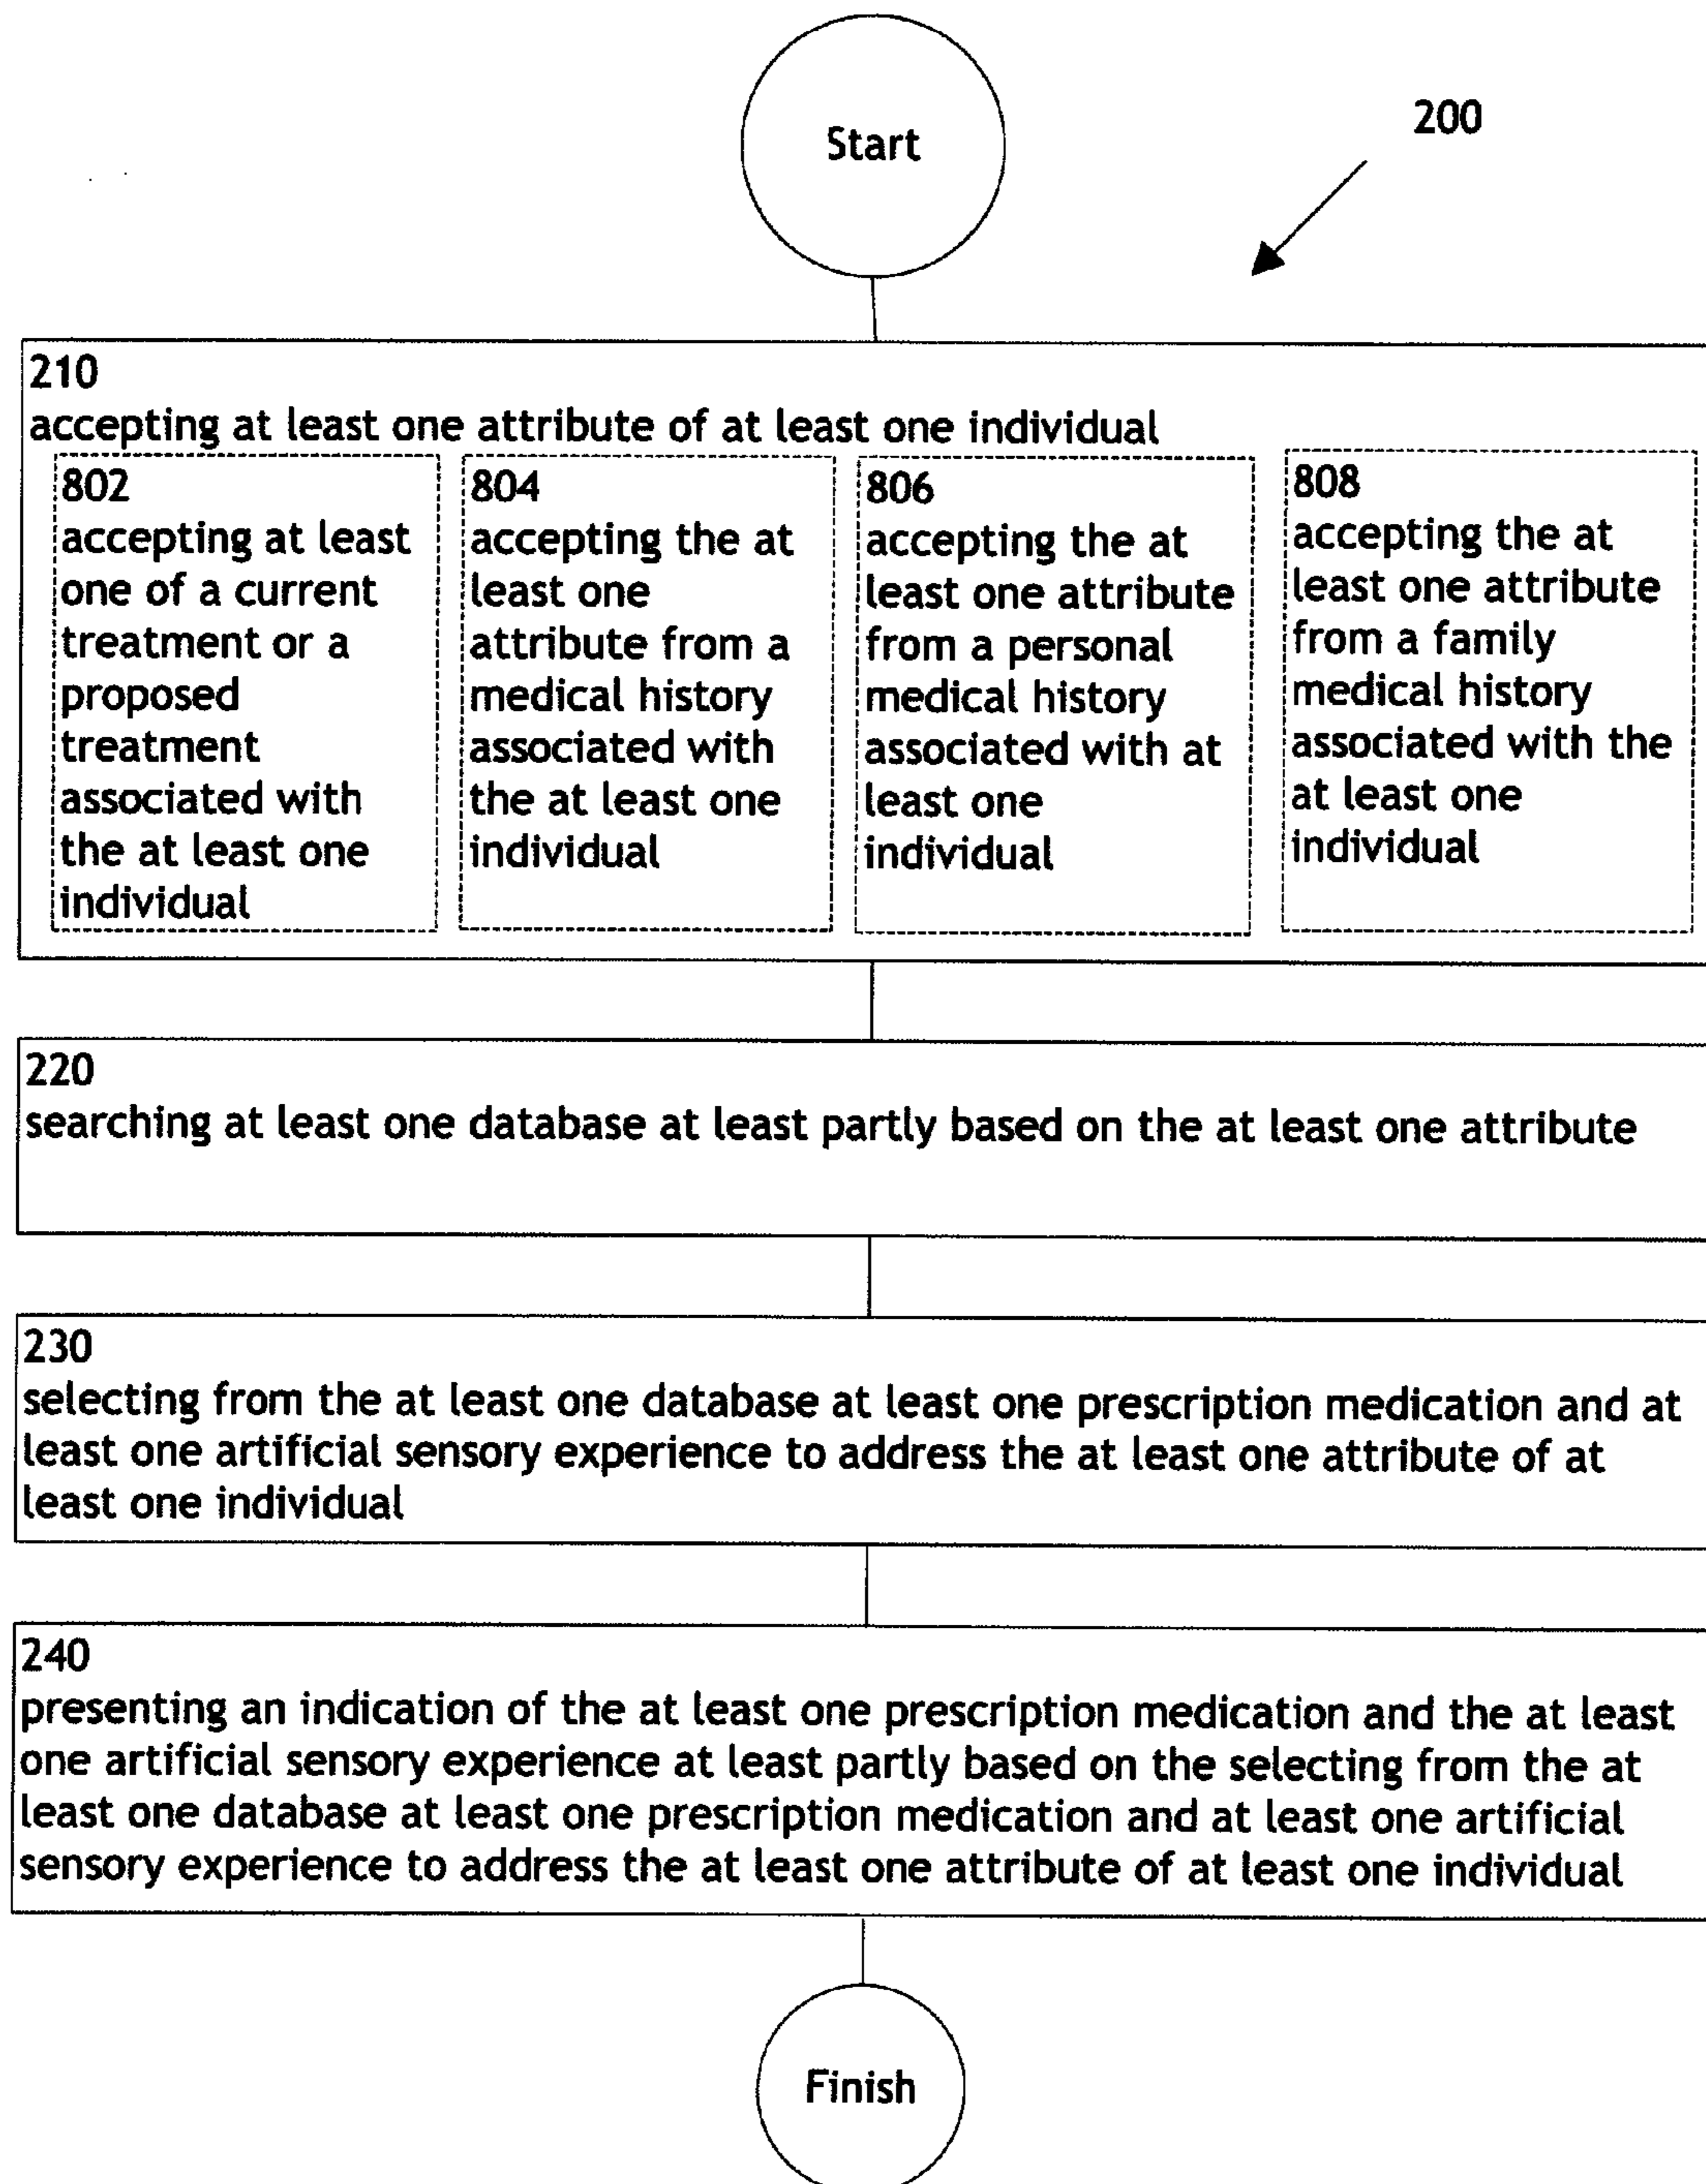 Start
200
210
accepting at least one attribute of at least one individual
802
accepting at least
one of a current
treatment or a
proposed
treatment
associated with
the at least one
individual
804
accepting the at
least one
attribute from a
medical history
associated with
the at least one
individual
806
accepting the at
least one attribute
from a personal
medical history
associated with at
least one
individual
808
accepting the at
least one attribute
from a family
medical history
associated with the
at least one
individual
220
searching at least one database at least partly based on the at least one attribute
230
selecting from the at least one database at least one prescription medication and at
least one artificial sensory experience to address the at least one attribute of at
least one individual
240
presenting an indication of the at least one prescription medication and the at least
one artificial sensory experience at least partly based on the selecting from the at
least one database at least one prescription medication and at least one artificial
sensory experience to address the at least one attribute of at least one individual
Finish